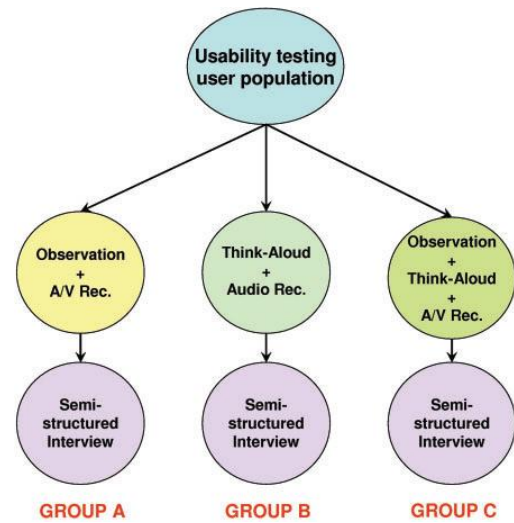 Usability testing
user population
Observation
+
A/V Rec.
Think-Aloud
+
Audio Rec.
Observation
+
Think-Aloud
+
A/V Rec.
Semi-
structured
Interview
Semi-
structured
Interview
Semi-
structured
Interview
GROUP A
GROUP B
GROUP C